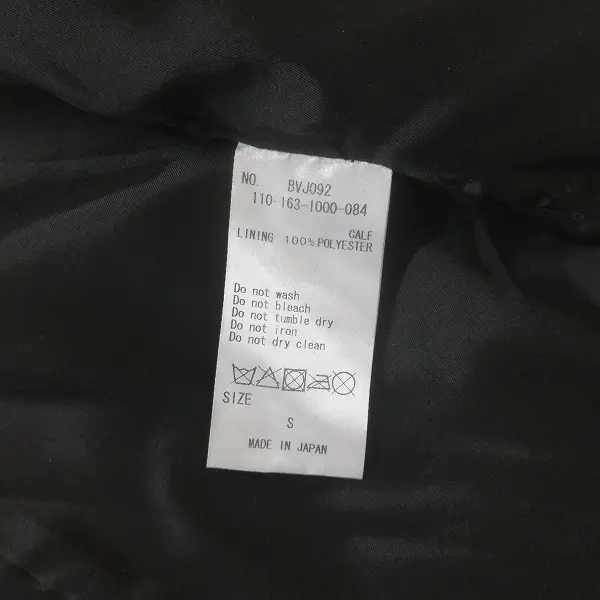 NO. BVJ092
110-163-1000-084
CALF
LINING 100%POLYESTER
Do not wash
Do not bleach
Do not tumble dry
Do not iron
Do not dry clean
SIZE
S
MADE IN JAPAN